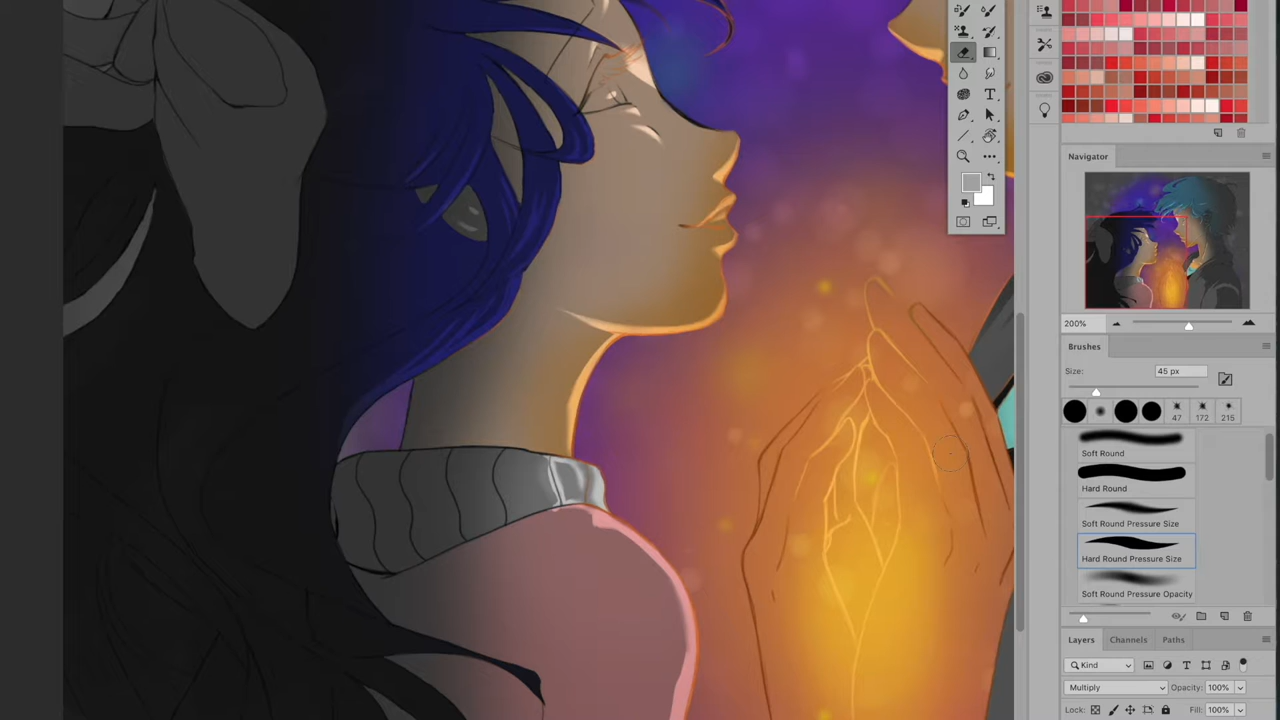 Navigator
200%
Brushes
Size:
45 px
47
172
215
Soft Round
Hard Round
Soft Round Pressure Size
Hard Round Pressure Size
Soft Round Pressure Opacity
Layers
Channels
Paths
Kind
Multiply
Opacity:
100%
Lock:
Fill:
100%